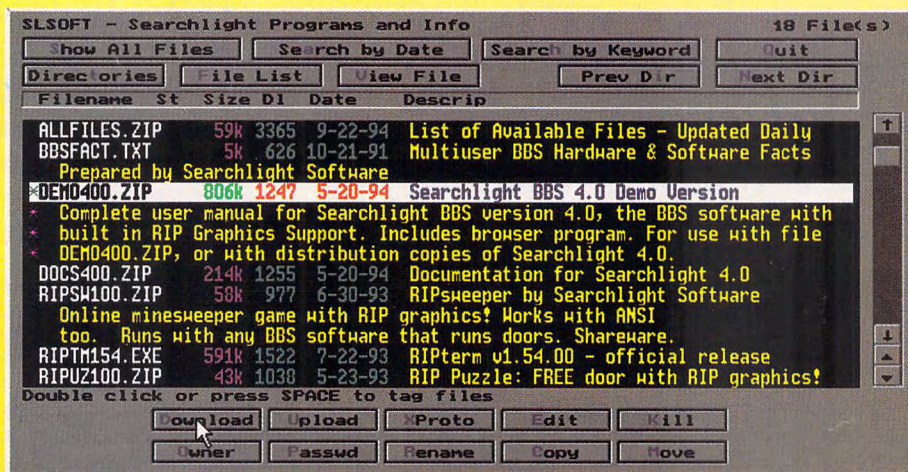 SLSOFT - Searchlight Programs and Info 18 File(s)
Show All Files Search by Date Search by Keyword Quit
Directories File List View File Prev Dir Next Dir
Filename St Size Dl Date Descrip
ALLFILES.ZIP 59k 3365 9-22-94 List of Available Files - Updated Daily
BBSFACT.TXT 5k 626 10-21-91 Multiuser BBS Hardware & Software Facts
Prepared by Searchlight Software
*DEMO400.ZIP 806k 1247 5-20-94 Searchlight BBS 4.0 Demo Version
* Complete user manual for Searchlight BBS version 4.0, the BBS software with
* built in RIP Graphics Support. Includes browser program. For use with file
* DEMO400.ZIP, or with distribution copies of Searchlight 4.0.
DOCS400.ZIP 214k 1255 5-20-94 Documentation for Searchlight 4.0
RIPSW100.ZIP 58k 977 6-30-93 RIPsweeper by Searchlight Software
Online minesweeper game with RIP graphics! Works with ANSI
too. Runs with any BBS software that runs doors. Shareware.
RIPTM154.EXE 591k 1522 7-22-93 RIPterm v1.54.00 - official release
RIPUZ100.ZIP 43k 1038 5-23-93 RIP Puzzle: FREE door with RIP graphics!
Double click or press SPACE to tag files
Download Upload XProto Edit Kill
Owner Passwd Rename Copy Move